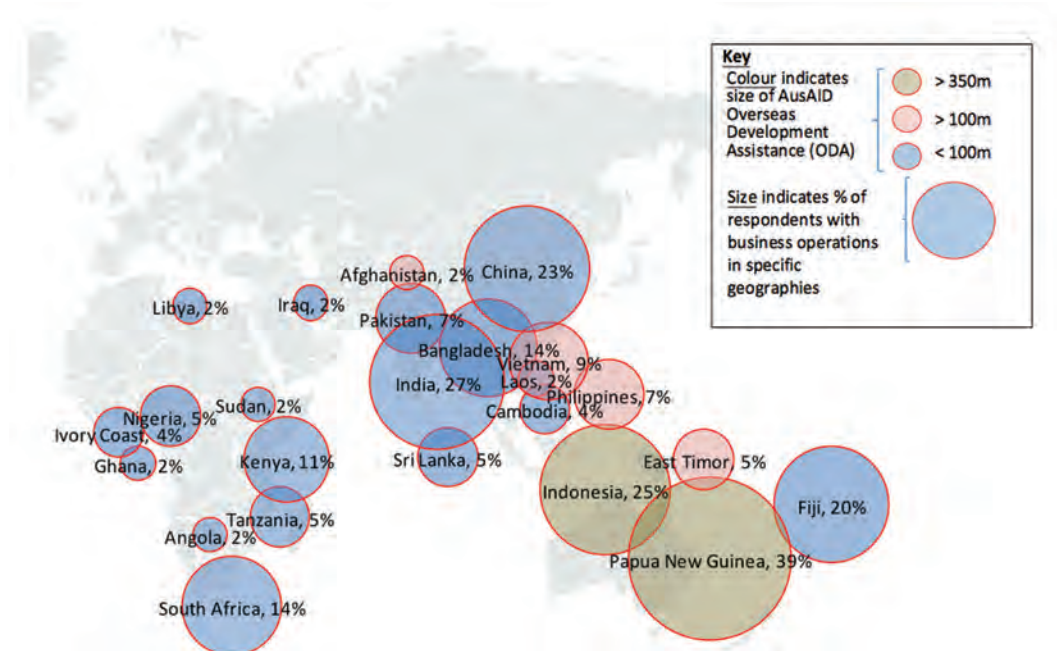 Key
Colour indicates
size of AusAID
Overseas
Development
Assistance (ODA)
> 350m
> 100m
< 100m
Size indicates % of
respondents with
business operations
in specific
geographies
Afghanistan, 2%
China, 23%
Libya, 2%
Iraq, 2%
Pakistan, 7%
Bangladesh, 14%
Vietnam, 9%
India, 27%
Laos, 2%
Philippines, 7%
Cambodia, 4%
Sudan, 2%
Nigeria, 5%
Ivory Coast, 4%
Ghana, 2%
Kenya, 11%
Sri Lanka, 5%
East Timor, 5%
Indonesia, 25%
Fiji, 20%
Tanzania, 5%
Angola, 2%
Papua New Guinea, 39%
South Africa, 14%